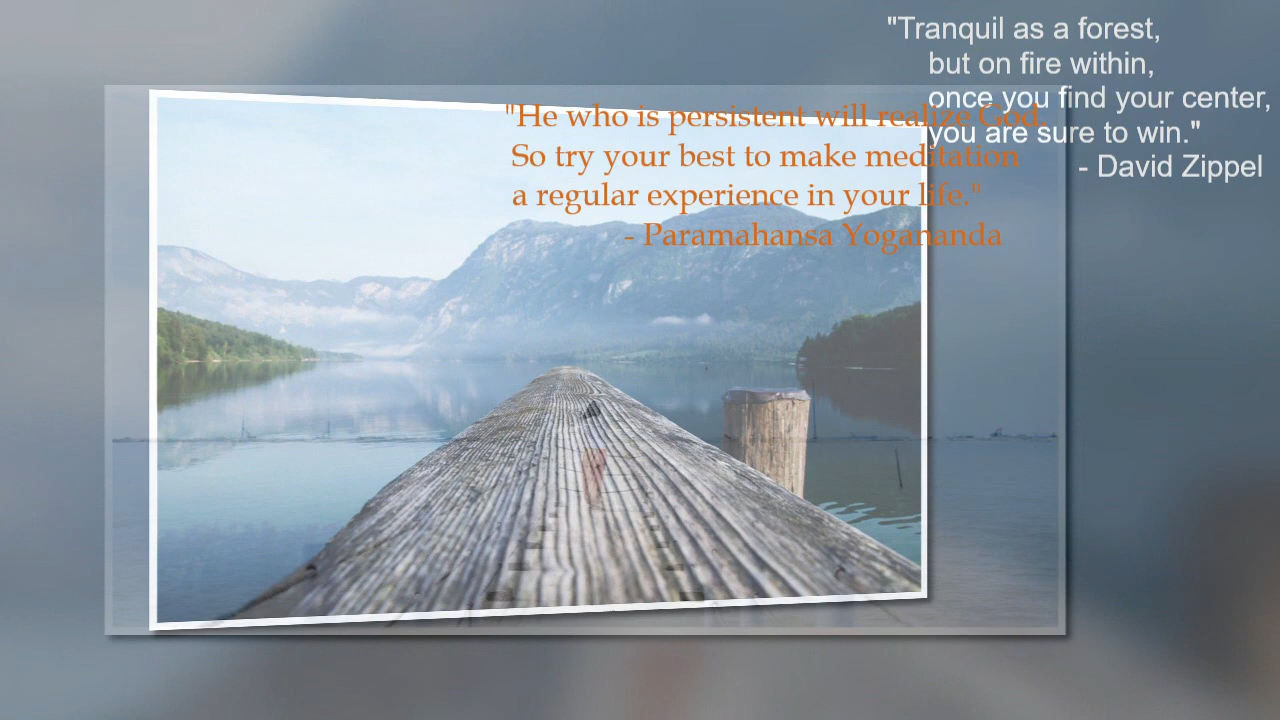 "Tranquil as a forest,
but on fire within,
once you find your center,
you are sure to win."
- David Zippel
"He who is persistent will realize God.
So try your best to make meditation
a regular experience in your life."
- Paramahansa Yogananda